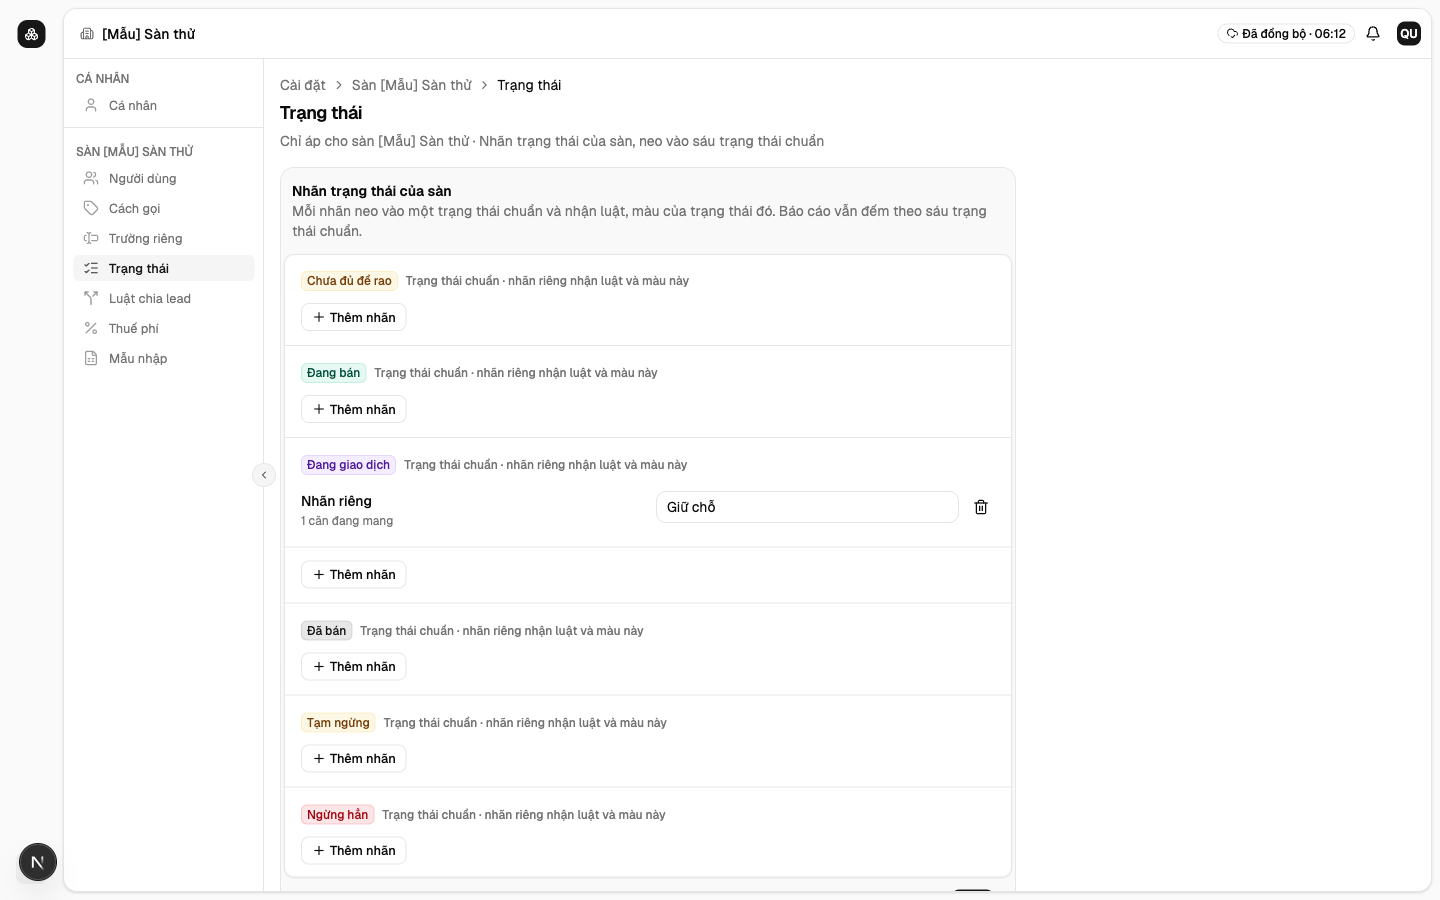 [Mẫu] Sàn thử
Đã đồng bộ · 06:12
QU
CÁ NHÂN
Cá nhân
SÀN [MẪU] SÀN THỬ
Người dùng
Cách gọi
Trường riêng
Trạng thái
Luật chia lead
Thuế phí
Mẫu nhập
N
Cài đặt > Sàn [Mẫu] Sàn thử > Trạng thái
Trạng thái
Chỉ áp cho sàn [Mẫu] Sàn thử · Nhãn trạng thái của sàn, neo vào sáu trạng thái chuẩn
Nhãn trạng thái của sàn
Mỗi nhãn neo vào một trạng thái chuẩn và nhận luật, màu của trạng thái đó. Báo cáo vẫn đếm theo sáu trạng
thái chuẩn.
Chưa đủ để rao Trạng thái chuẩn · nhãn riêng nhận luật và màu này
Thêm nhãn
Đang bán Trạng thái chuẩn · nhãn riêng nhận luật và màu này
Thêm nhãn
Đang giao dịch Trạng thái chuẩn · nhãn riêng nhận luật và màu này
Nhãn riêng
1 căn đang mang
Giữ chỗ
Thêm nhãn
Đã bán Trạng thái chuẩn · nhãn riêng nhận luật và màu này
Thêm nhãn
Tạm ngừng Trạng thái chuẩn · nhãn riêng nhận luật và màu này
Thêm nhãn
Ngừng hẳn Trạng thái chuẩn · nhãn riêng nhận luật và màu này
Thêm nhãn